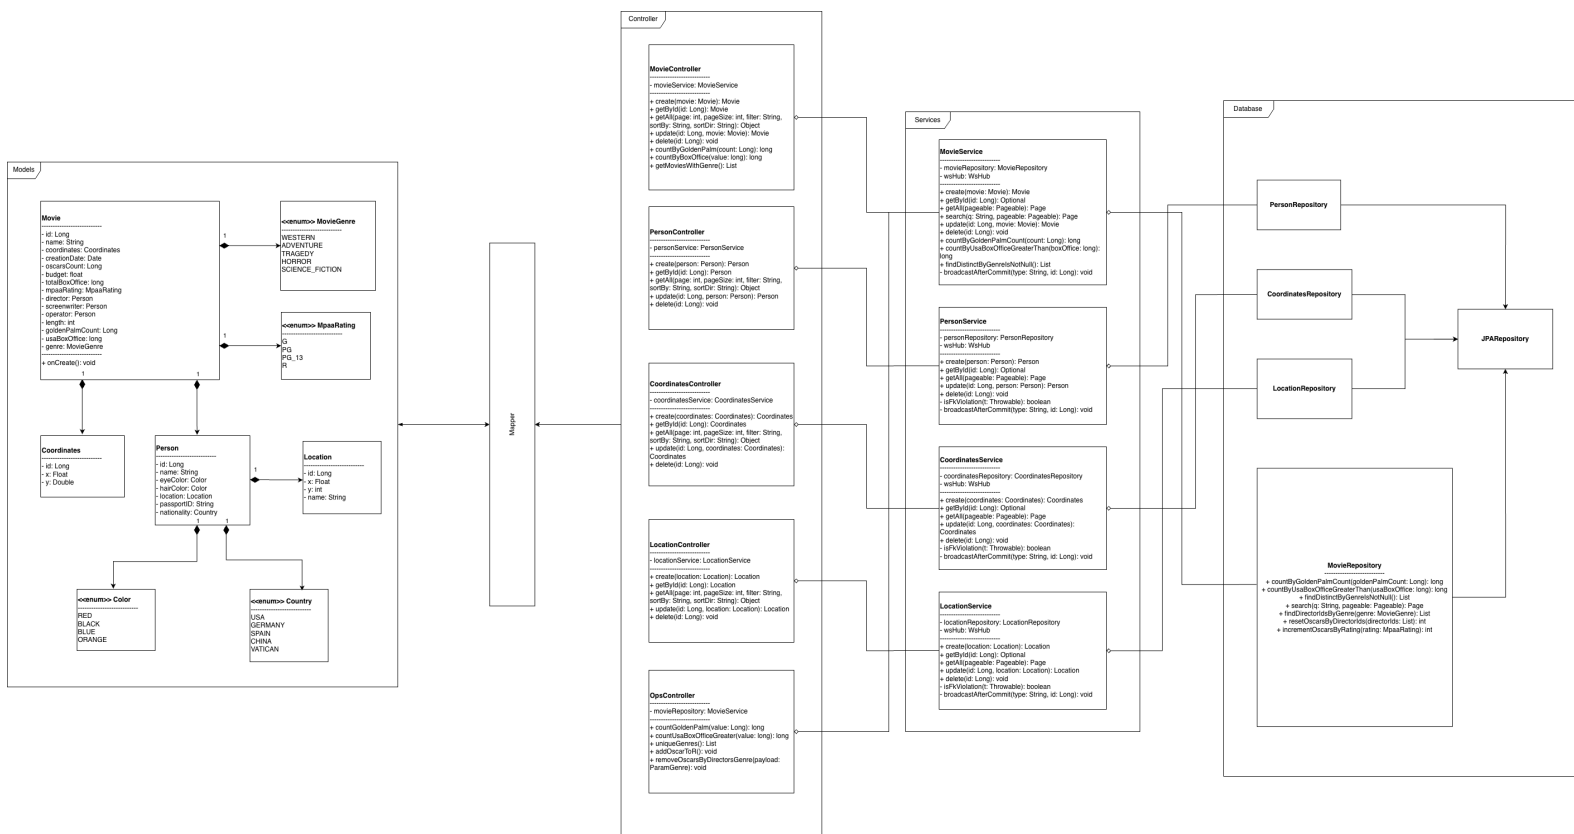 Models
Movie
- id: Long
- name: String
- coordinates: Coordinates
- creationDate: Date
- oscarsCount: Long
- budget: float
- totalBoxOffice: long
- mpaaRating: MpaaRating
- director: Person
- screenwriter: Person
- operator: Person
- length: int
- goldenPalmCount: Long
- usaBoxOffice: long
- genre: MovieGenre
+ onCreate(): void
1
1
1
1
<<enum>> MovieGenre
WESTERN
ADVENTURE
TRAGEDY
HORROR
SCIENCE_FICTION
<<enum>> MpaaRating
G
PG
PG_13
R
Coordinates
- id: Long
- x: Float
- y: Double
Person
- id: Long
- name: String
- eyeColor: Color
- hairColor: Color
- location: Location
- passportID: String
- nationality: Country
1
1
1
Location
- id: Long
- x: Float
- y: int
- name: String
<<enum>> Color
RED
BLACK
BLUE
ORANGE
<<enum>> Country
USA
GERMANY
SPAIN
CHINA
VATICAN
Mapper
Controller
MovieController
- movieService: MovieService
+ create(movie: Movie): Movie
+ getById(id: Long): Movie
+ getAll(page: int, pageSize: int, filter: String,
sortBy: String, sortDir: String): Object
+ update(id: Long, movie: Movie): Movie
+ delete(id: Long): void
+ countByGoldenPalm(count: Long): long
+ countByBoxOffice(value: long): long
+ getMoviesWithGenre(): List
PersonController
- personService: PersonService
+ create(person: Person): Person
+ getById(id: Long): Person
+ getAll(page: int, pageSize: int, filter: String,
sortBy: String, sortDir: String): Object
+ update(id: Long, person: Person): Person
+ delete(id: Long): void
CoordinatesController
- coordinatesService: CoordinatesService
+ create(coordinates: Coordinates): Coordinates
+ getById(id: Long): Coordinates
+ getAll(page: int, pageSize: int, filter: String,
sortBy: String, sortDir: String): Object
+ update(id: Long, coordinates: Coordinates):
Coordinates
+ delete(id: Long): void
LocationController
- locationService: LocationService
+ create(location: Location): Location
+ getById(id: Long): Location
+ getAll(page: int, pageSize: int, filter: String,
sortBy: String, sortDir: String): Object
+ update(id: Long, location: Location): Location
+ delete(id: Long): void
OpsController
- movieRepository: MovieService
+ countGoldenPalm(value: Long): long
+ countUsaBoxOfficeGreater(value: long): long
+ uniqueGenres(): List
+ addOscarToR(): void
+ removeOscarsByDirectorsGenre(payload:
ParamGenre): void
Services
MovieService
- movieRepository: MovieRepository
- wsHub: WsHub
+ create(movie: Movie): Movie
+ getById(id: Long): Optional
+ getAll(pageable: Pageable): Page
+ search(q: String, pageable: Pageable): Page
+ update(id: Long, movie: Movie): Movie
+ delete(id: Long): void
+ countByGoldenPalmCount(count: Long): long
+ countByUsaBoxOfficeGreaterThan(boxOffice: long):
long
+ findDistinctByGenreIsNotNull(): List
- broadcastAfterCommit(type: String, id: Long): void
PersonService
- personRepository: PersonRepository
- wsHub: WsHub
+ create(person: Person): Person
+ getById(id: Long): Optional
+ getAll(pageable: Pageable): Page
+ update(id: Long, person: Person): Person
+ delete(id: Long): void
- isFkViolation(t: Throwable): boolean
- broadcastAfterCommit(type: String, id: Long): void
CoordinatesService
- coordinatesRepository: CoordinatesRepository
- wsHub: WsHub
+ create(coordinates: Coordinates): Coordinates
+ getById(id: Long): Optional
+ getAll(pageable: Pageable): Page
+ update(id: Long, coordinates: Coordinates):
Coordinates
+ delete(id: Long): void
- isFkViolation(t: Throwable): boolean
- broadcastAfterCommit(type: String, id: Long): void
LocationService
- locationRepository: LocationRepository
- wsHub: WsHub
+ create(location: Location): Location
+ getById(id: Long): Optional
+ getAll(pageable: Pageable): Page
+ update(id: Long, location: Location): Location
+ delete(id: Long): void
- isFkViolation(t: Throwable): boolean
- broadcastAfterCommit(type: String, id: Long): void
Database
PersonRepository
CoordinatesRepository
LocationRepository
JPARepository
MovieRepository
+ countByGoldenPalmCount(goldenPalmCount: Long): long
+ countByUsaBoxOfficeGreaterThan(usaBoxOffice: long): long
+ findDistinctByGenreIsNotNull(): List
+ search(q: String, pageable: Pageable): Page
+ findDirectorIdsByGenre(genre: MovieGenre): List
+ resetOscarsByDirectorIds(directorIds: List): int
+ incrementOscarsByRating(rating: MpaaRating): int